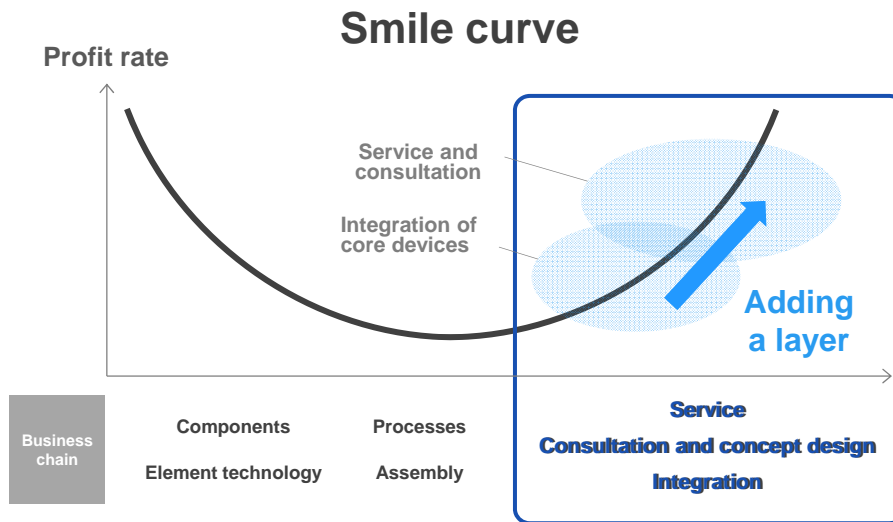 Smile curve
Profit rate
Service and
consultation
Integration of
core devices
Adding
a layer
Business
chain
Components
Element technology
Processes
Assembly
Service
Consultation and concept design
Integration